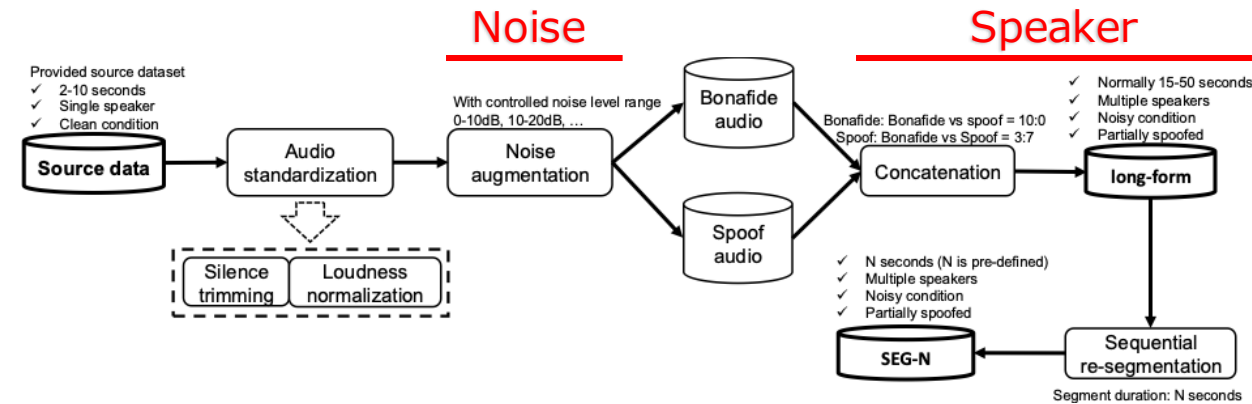 Noise
Speaker
Provided source dataset
✓ 2-10 seconds
✓ Single speaker
✓ Clean condition
Source data
Audio
standardization
Silence
trimming
Loudness
normalization
With controlled noise level range
0-10dB, 10-20dB, ...
Noise
augmentation
Bonafide
audio
Spoof
audio
Bonafide: Bonafide vs spoof = 10:0
Spoof: Bonafide vs Spoof = 3:7
Concatenation
✓ Normally 15-50 seconds
✓ Multiple speakers
✓ Noisy condition
✓ Partially spoofed
long-form
Sequential
re-segmentation
Segment duration: N seconds
✓ N seconds (N is pre-defined)
✓ Multiple speakers
✓ Noisy condition
✓ Partially spoofed
SEG-N